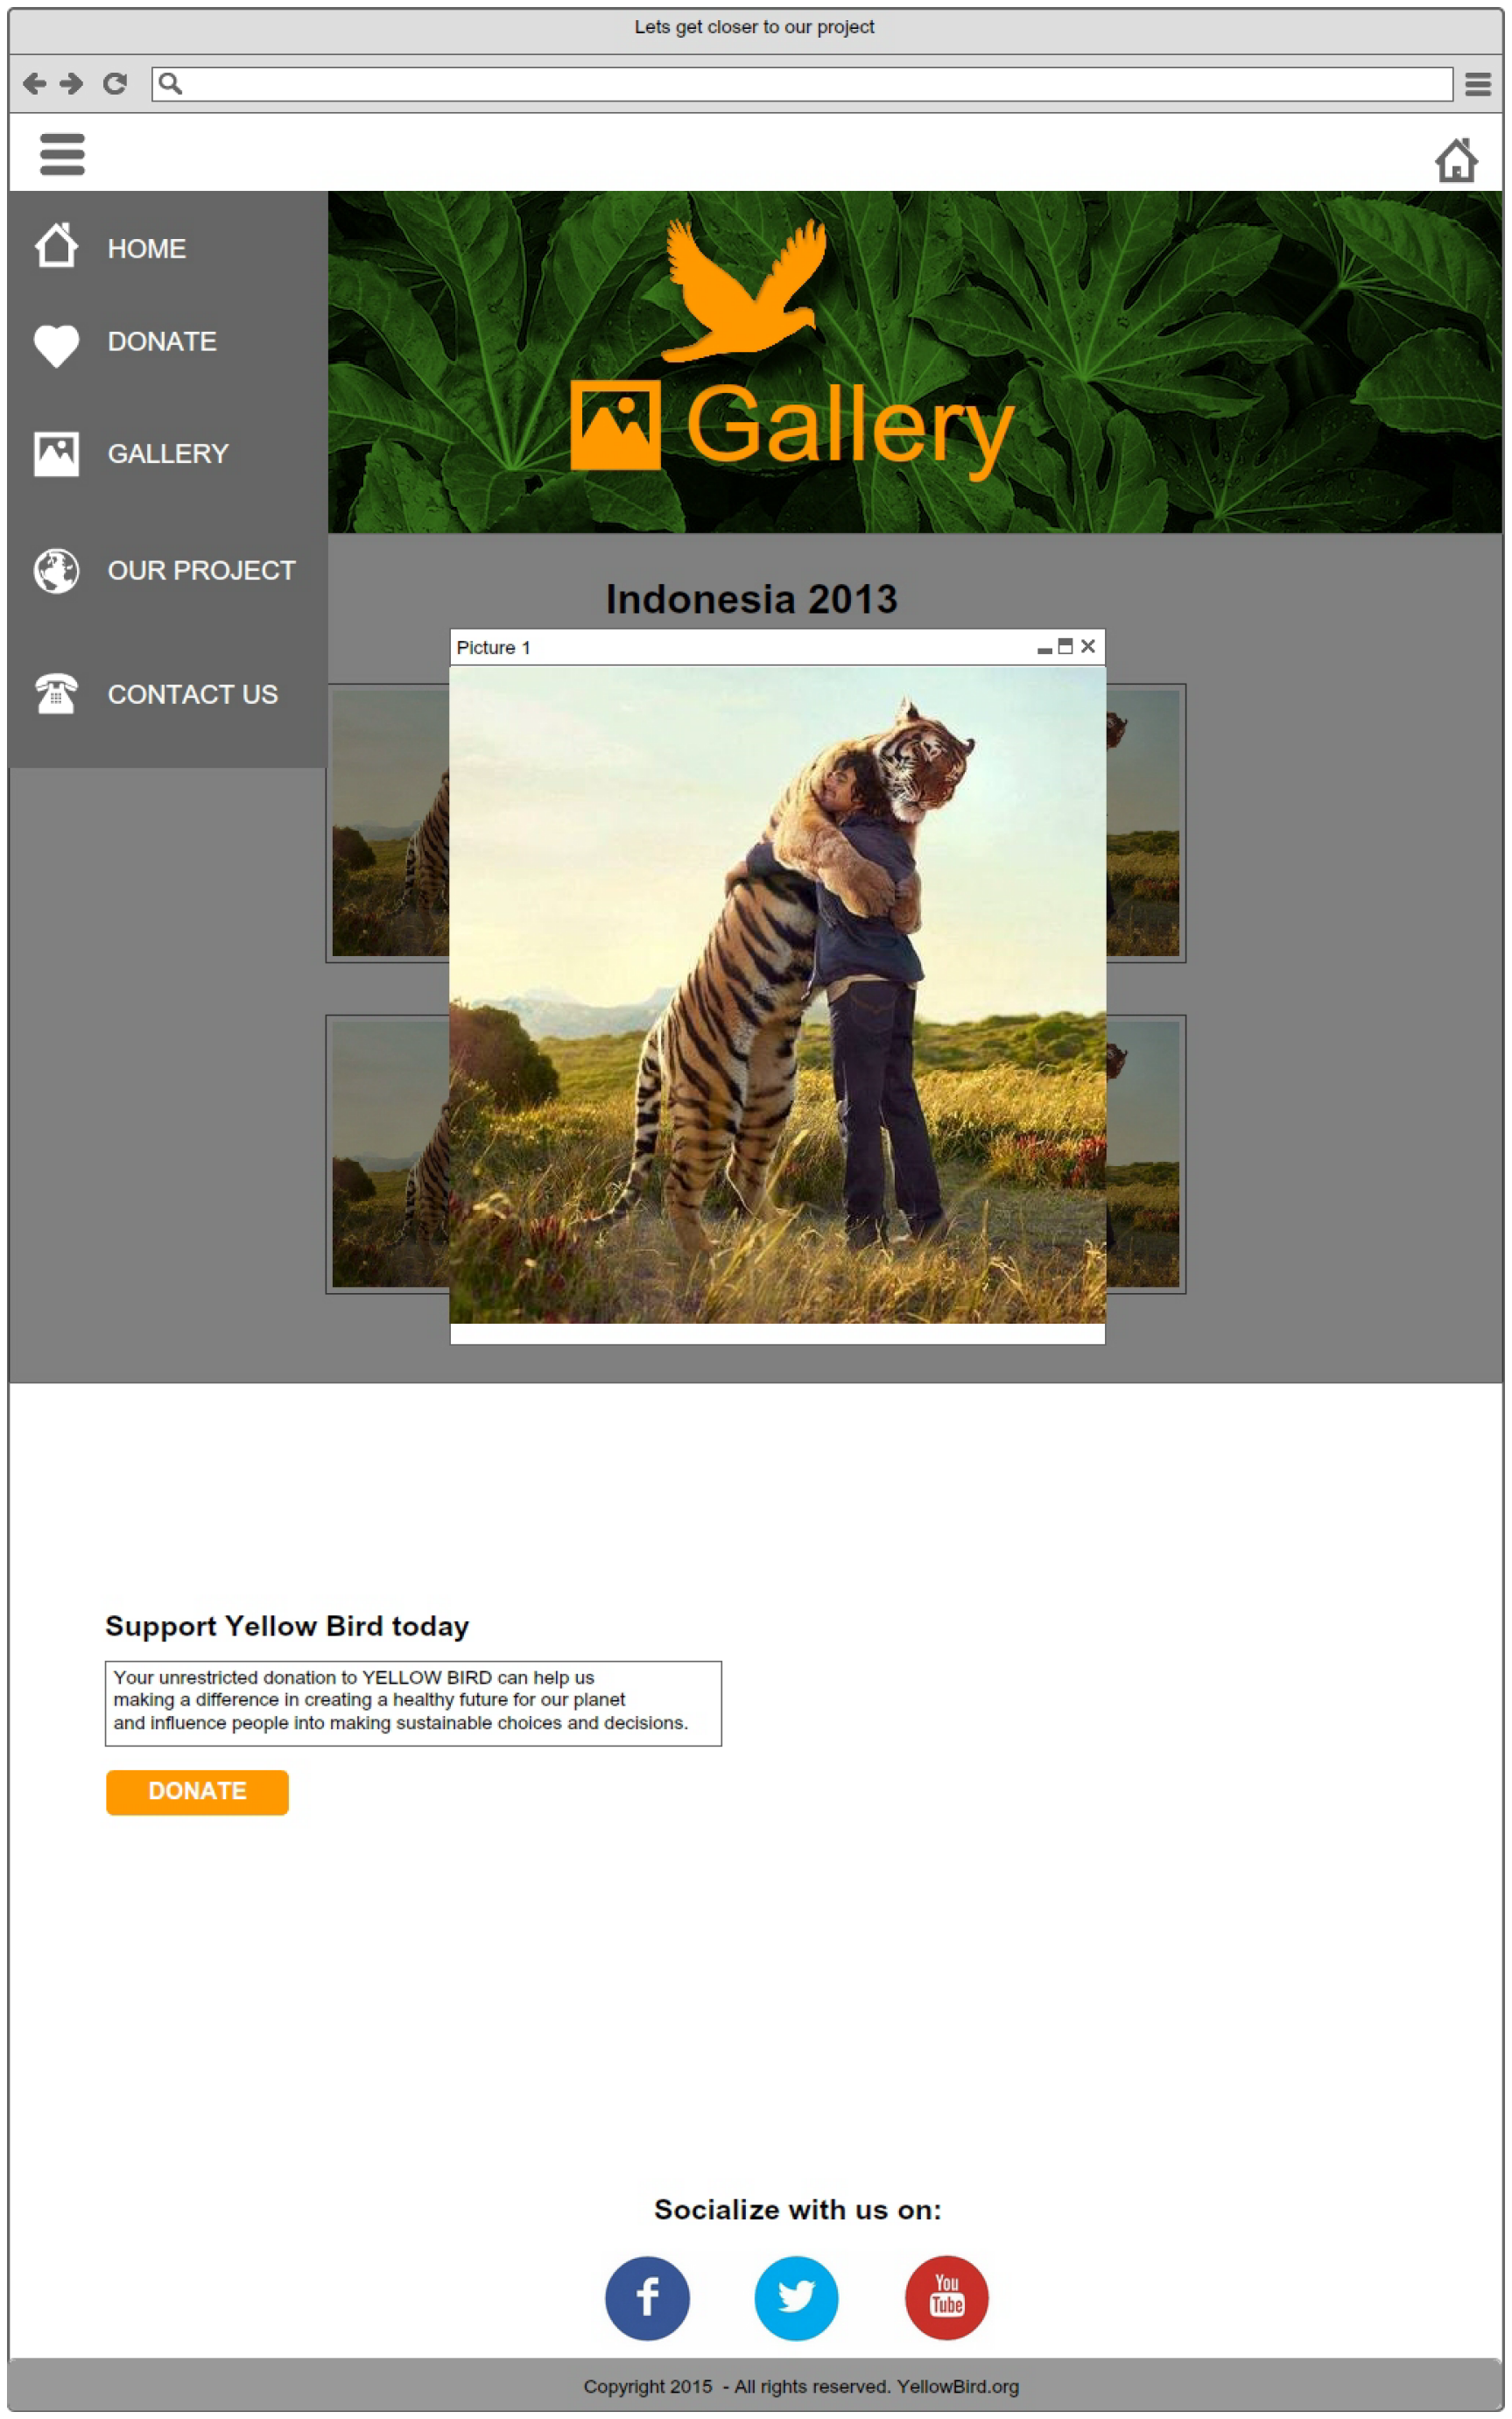 Lets get closer to our project
HOME
DONATE
GALLERY
OUR PROJECT
CONTACT US
Gallery
Indonesia 2013
Picture 1
Support Yellow Bird today
Your unrestricted donation to YELLOW BIRD can help us
making a difference in creating a healthy future for our planet
and influence people into making sustainable choices and decisions.
DONATE
Socialize with us on:
f
You
Tube
Copyright 2015 - All rights reserved. YellowBird.org